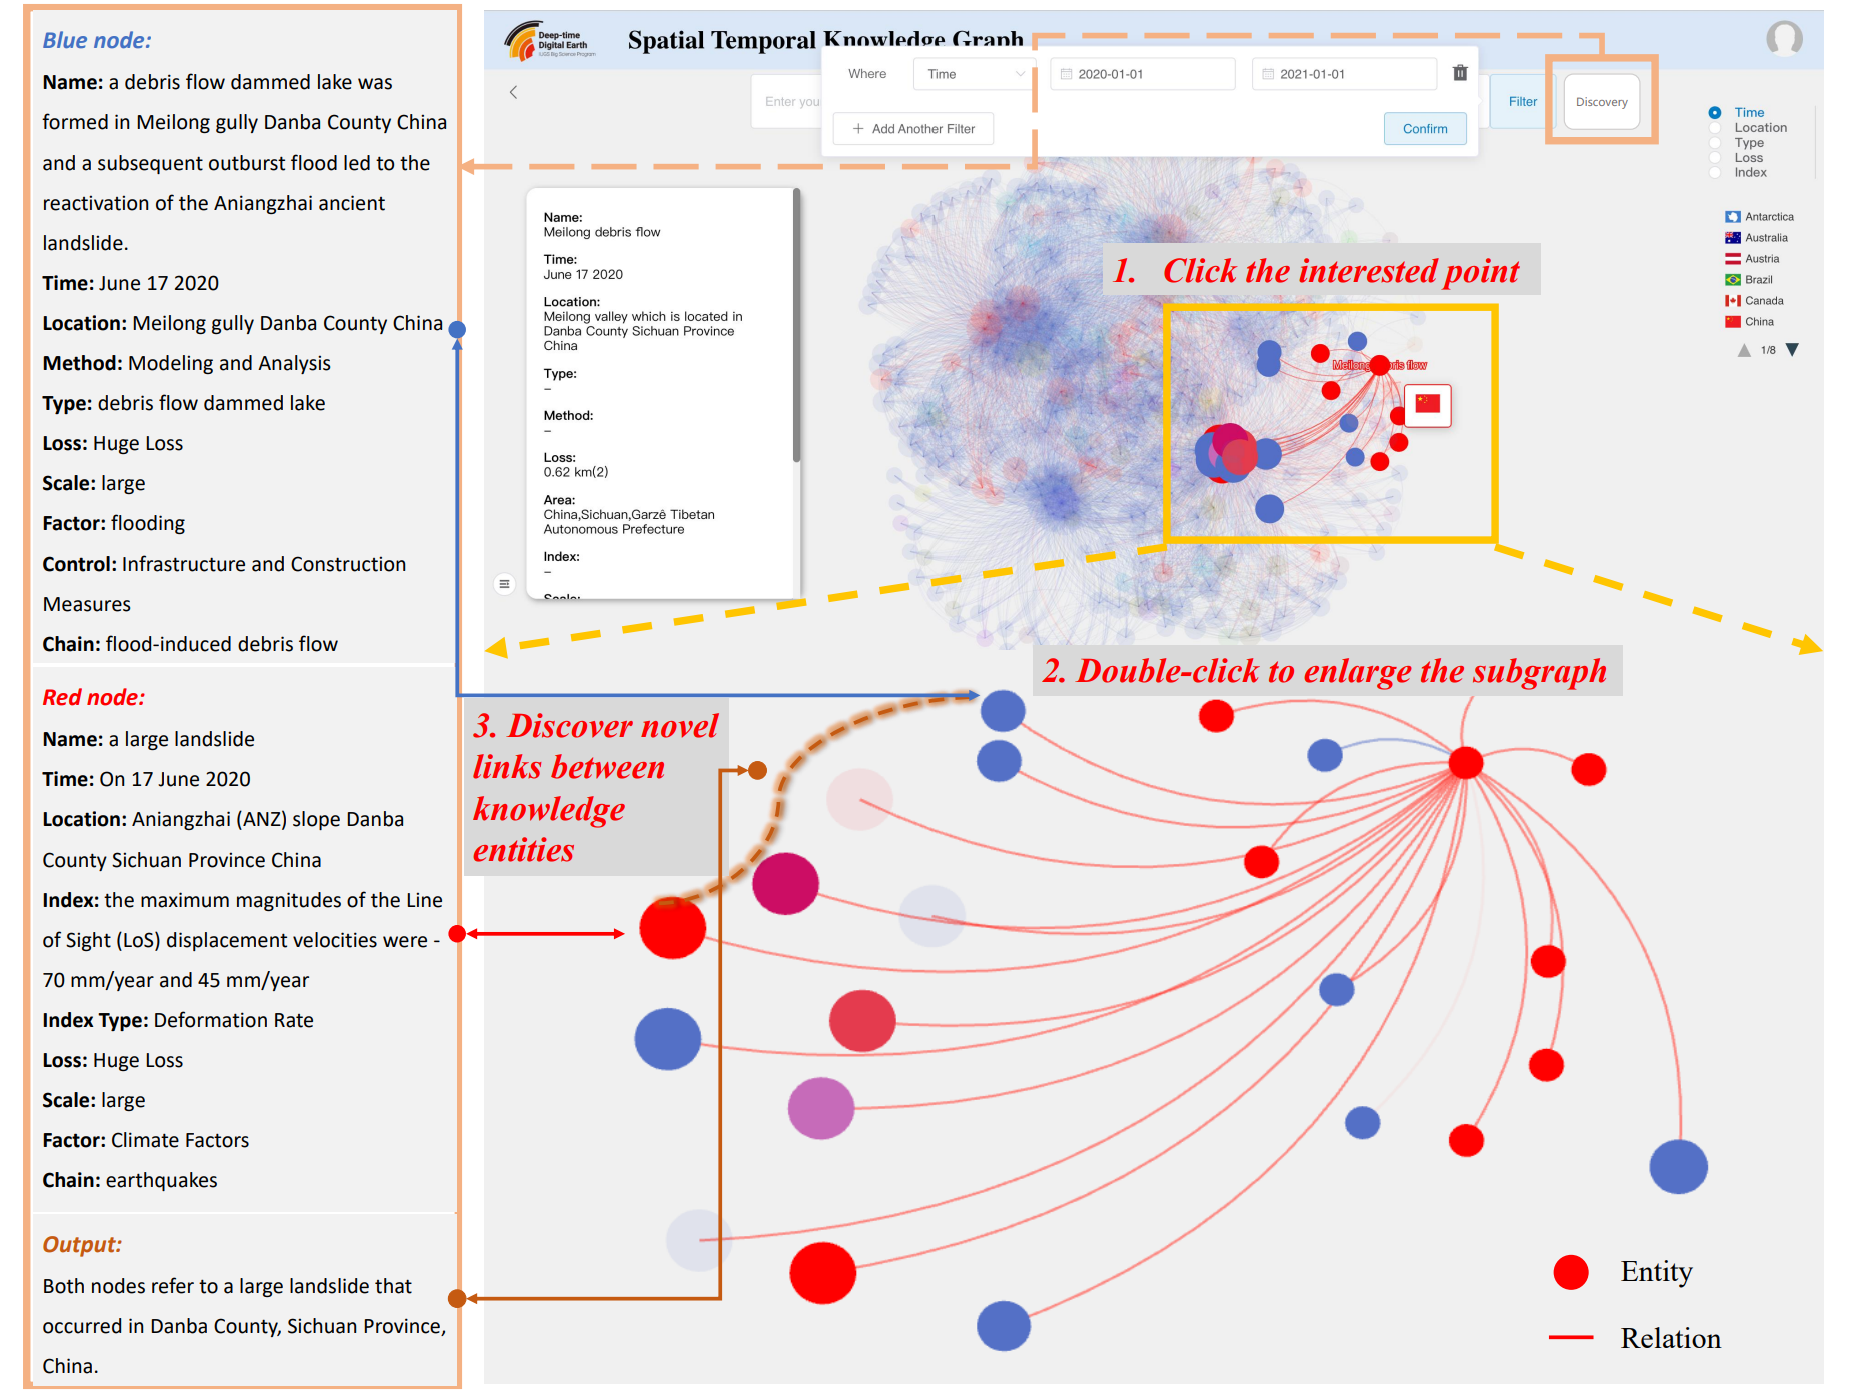 Blue node:
Name: a debris flow dammed lake was
formed in Meilong gully Danba County China
and a subsequent outburst flood led to the
reactivation of the Aniangzhai ancient
landslide.
Time: June 17 2020
Location: Meilong gully Danba County China
Method: Modeling and Analysis
Type: debris flow dammed lake
Loss: Huge Loss
Scale: large
Factor: flooding
Control: Infrastructure and Construction
Measures
Chain: flood-induced debris flow
Red node:
Name: a large landslide
Time: On 17 June 2020
Location: Aniangzhai (ANZ) slope Danba
County Sichuan Province China
Index: the maximum magnitudes of the Line
of Sight (LoS) displacement velocities were -
70 mm/year and 45 mm/year
Index Type: Deformation Rate
Loss: Huge Loss
Scale: large
Factor: Climate Factors
Chain: earthquakes
Output:
Both nodes refer to a large landslide that
occurred in Danba County, Sichuan Province,
China.
Deep-time
Digital Earth
IUGS Big Science Program
Spatial Temporal Knowledge Graph
Where
Time
2020-01-01
2021-01-01
Enter you
+ Add Another Filter
Confirm
Filter
Discovery
Time
Location
Type
Loss
Index
Antarctica
Australia
Austria
Brazil
Canada
China
1/8
Name:
Meilong debris flow
Time:
June 17 2020
Location:
Meilong valley which is located in
Danba County Sichuan Province
China
Type:
–
Method:
–
Loss:
0.62 km(2)
Area:
China,Sichuan,Garzê Tibetan
Autonomous Prefecture
Index:
–
Scale:
1. Click the interested point
Meilong debris flow
2. Double-click to enlarge the subgraph
3. Discover novel
links between
knowledge
entities
Entity
Relation